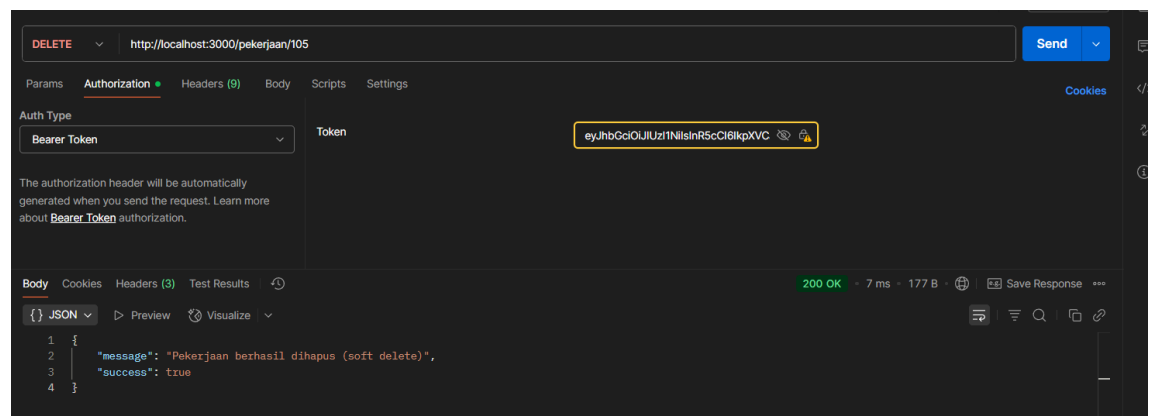 DELETE http://localhost:3000/pekerjaan/105 Send
Params Authorization Headers (9) Body Scripts Settings Cookies
Auth Type
Bearer Token
Token eyJhbGciOiJIUzI1NiIsInR5cCI6IkpXVC
The authorization header will be automatically
generated when you send the request. Learn more
about Bearer Token authorization.
Body Cookies Headers (3) Test Results 200 OK 7 ms 177 B Save Response
{} JSON Preview Visualize
1 {
2 "message": "Pekerjaan berhasil dihapus (soft delete)",
3 "success": true
4 }